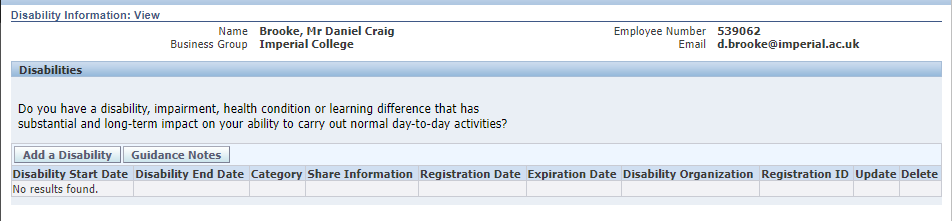 Disability Information: View
Name Brooke, Mr Daniel Craig Employee Number 539062
Business Group Imperial College Email d.brooke@imperial.ac.uk
Disabilities
Do you have a disability, impairment, health condition or learning difference that has
substantial and long-term impact on your ability to carry out normal day-to-day activities?
Add a Disability Guidance Notes
Disability Start Date Disability End Date Category Share Information Registration Date Expiration Date Disability Organization Registration ID Update Delete
No results found.